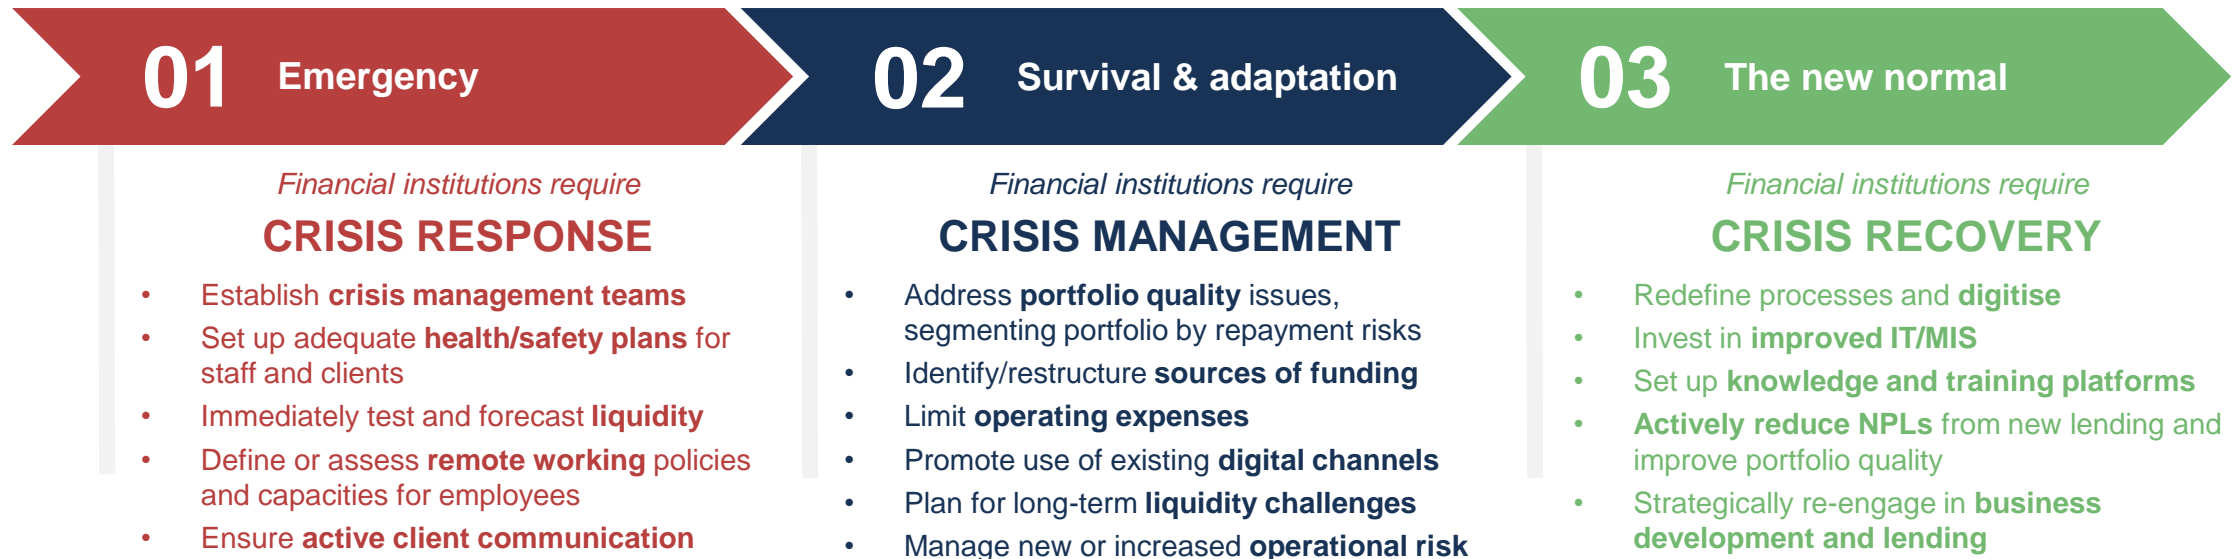 01 Emergency
Financial institutions require
CRISIS RESPONSE
• Establish crisis management teams
• Set up adequate health/safety plans for
staff and clients
• Immediately test and forecast liquidity
• Define or assess remote working policies
and capacities for employees
• Ensure active client communication
02 Survival & adaptation
Financial institutions require
CRISIS MANAGEMENT
• Address portfolio quality issues,
segmenting portfolio by repayment risks
• Identify/restructure sources of funding
• Limit operating expenses
• Promote use of existing digital channels
• Plan for long-term liquidity challenges
• Manage new or increased operational risk
03 The new normal
Financial institutions require
CRISIS RECOVERY
• Redefine processes and digitise
• Invest in improved IT/MIS
• Set up knowledge and training platforms
• Actively reduce NPLs from new lending and
improve portfolio quality
• Strategically re-engage in business
development and lending